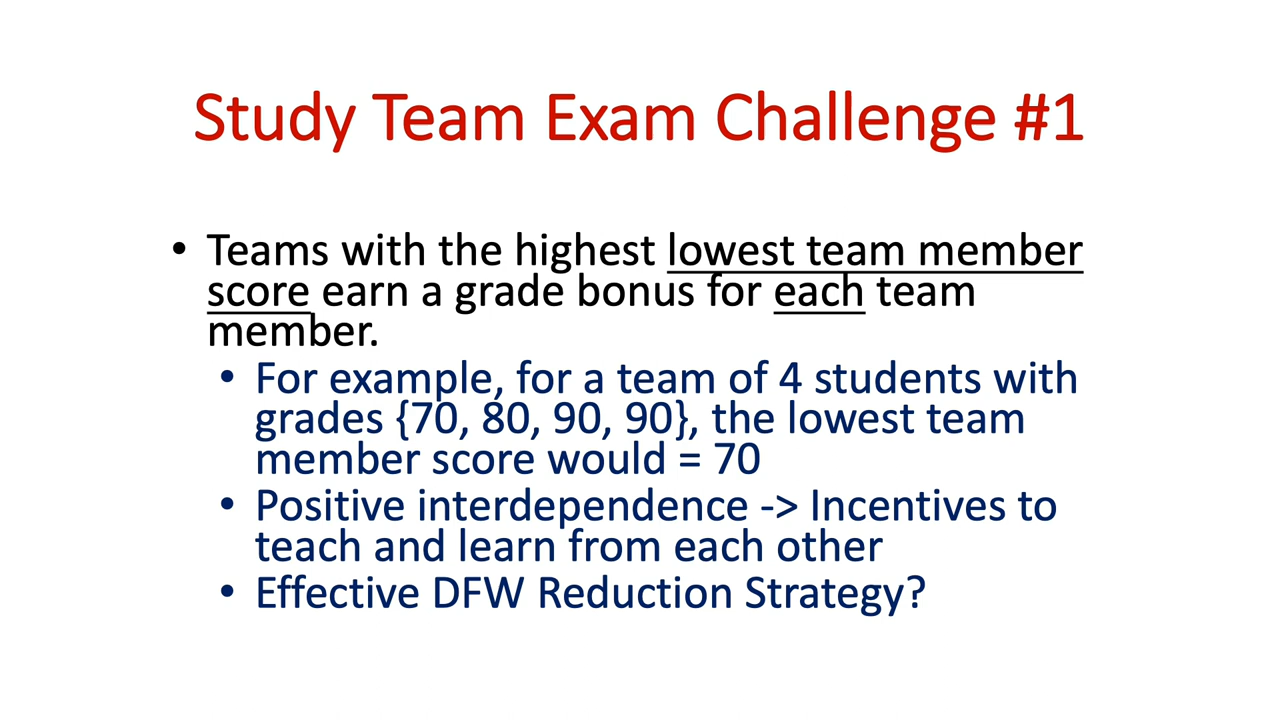 Study Team Exam Challenge #1
• Teams with the highest lowest team member
score earn a grade bonus for each team
member.
• For example, for a team of 4 students with
grades {70, 80, 90, 90}, the lowest team
member score would = 70
• Positive interdependence -> Incentives to
teach and learn from each other
• Effective DFW Reduction Strategy?